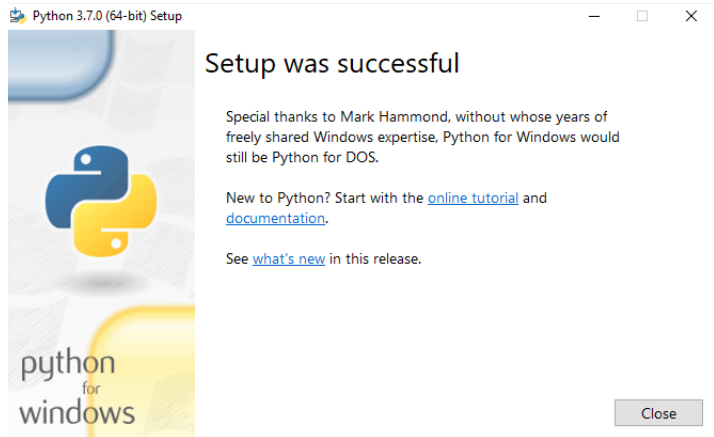 Python 3.7.0 (64-bit) Setup
Setup was successful
Special thanks to Mark Hammond, without whose years of
freely shared Windows expertise, Python for Windows would
still be Python for DOS.
New to Python? Start with the online tutorial and
documentation.
See what's new in this release.
python
for
windows
Close